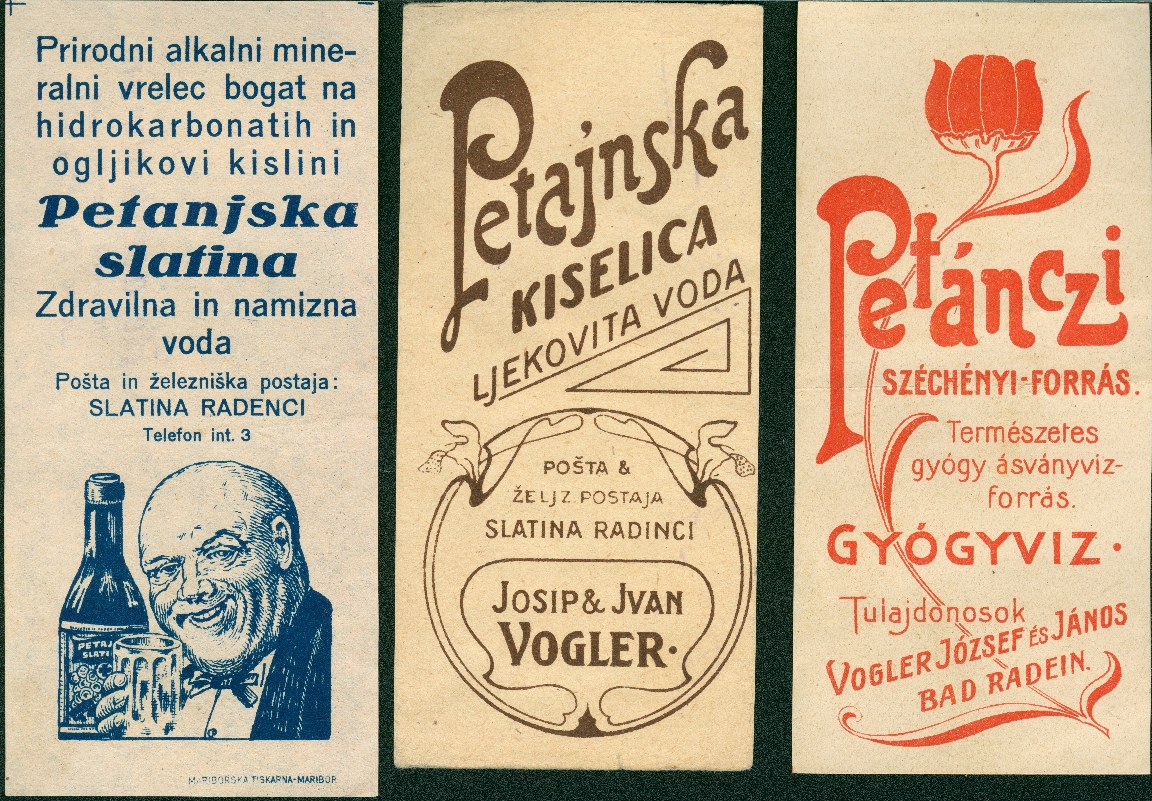 Prirodni alkalni mine-
ralni vrelec bogat na
hidrokarbonatih in
ogljikovi kislini
Petanjska
slatina
Zdravilna in namizna
voda
Pošta in železniška postaja:
SLATINA RADENCI
Telefon int. 3
PETAJ
SLATI
MARIBORSKA TISKARNA-MARIBOR
Petajnska
KISELICA
LJEKOVITA VODA
POŠTA &
ŽELJZ POSTAJA
SLATINA RADINCI
JOSIP & JVAN
VOGLER.
Petánczi
SZÉCHÉNYI-FORRÁS.
Természetes
gyógy ásványviz-
forrás.
GYÓGYVIZ.
Tulajdonosok
VOGLER JÓZSEF ÉS JÁNOS
BAD RADEIN.